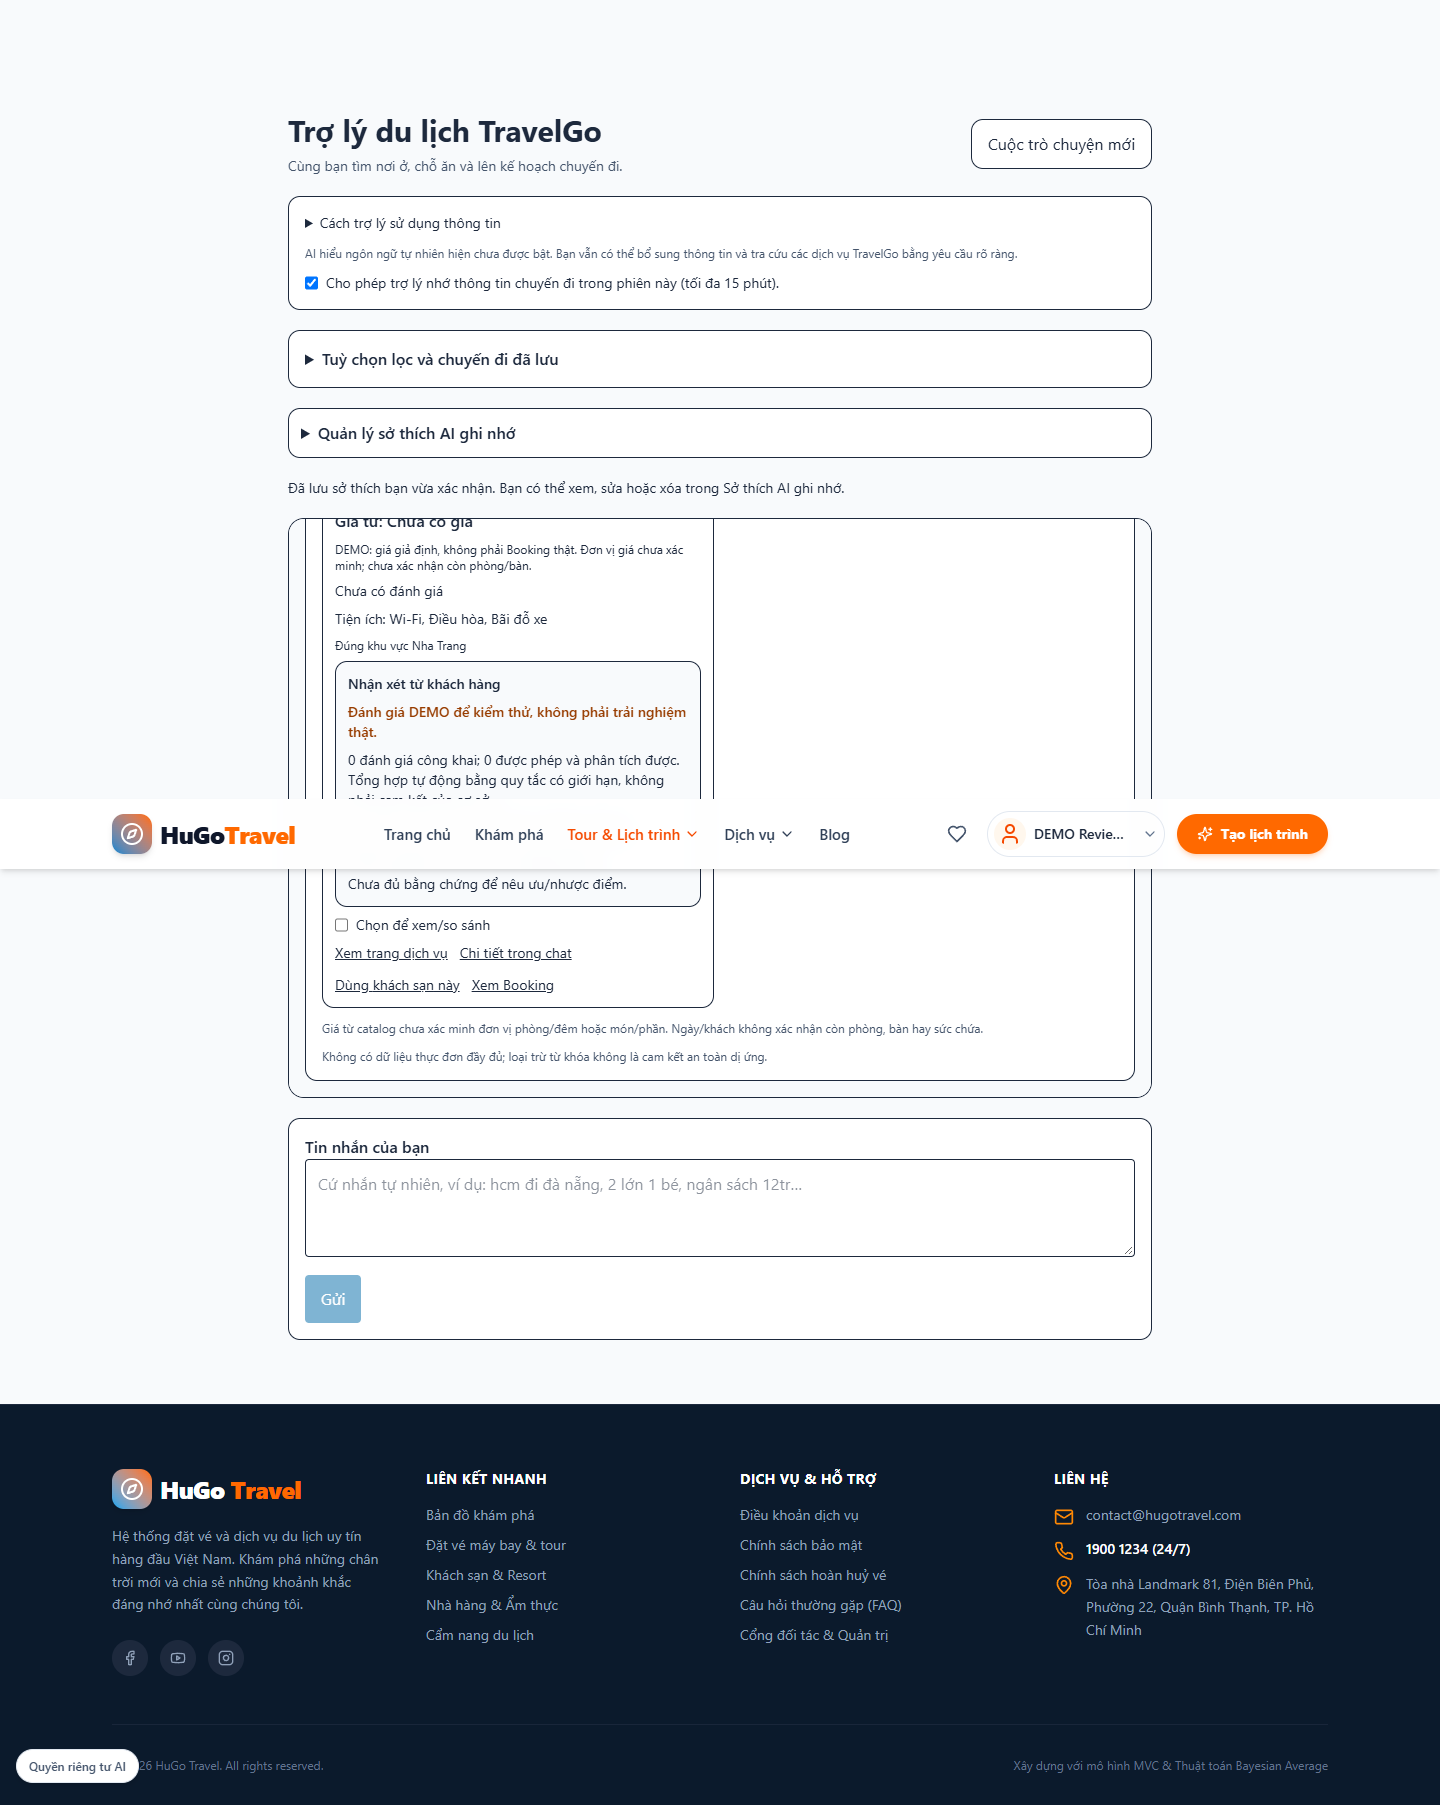 Trợ lý du lịch TravelGo
Cùng bạn tìm nơi ở, chỗ ăn và lên kế hoạch chuyến đi.
Cuộc trò chuyện mới
Cách trợ lý sử dụng thông tin
AI hiểu ngôn ngữ tự nhiên hiện chưa được bật. Bạn vẫn có thể bổ sung thông tin và tra cứu các dịch vụ TravelGo bằng yêu cầu rõ ràng.
Cho phép trợ lý nhớ thông tin chuyến đi trong phiên này (tối đa 15 phút).
Tuỳ chọn lọc và chuyến đi đã lưu
Quản lý sở thích AI ghi nhớ
Đã lưu sở thích bạn vừa xác nhận. Bạn có thể xem, sửa hoặc xóa trong Sở thích AI ghi nhớ.
Giá từ: Chưa có giá
DEMO: giá giả định, không phải Booking thật. Đơn vị giá chưa xác
minh; chưa xác nhận còn phòng/bàn.
Chưa có đánh giá
Tiện ích: Wi-Fi, Điều hòa, Bãi đỗ xe
Đúng khu vực Nha Trang
Nhận xét từ khách hàng
Đánh giá DEMO để kiểm thử, không phải trải nghiệm
thật.
0 đánh giá công khai; 0 được phép và phân tích được.
Tổng hợp tự động bằng quy tắc có giới hạn, không
phải cam kết của cơ sở
HuGoTravel
Trang chủ
Khám phá
Tour & Lịch trình
Dịch vụ
Blog
DEMO Revie...
Tạo lịch trình
Chưa đủ bằng chứng để nêu ưu/nhược điểm.
Chọn để xem/so sánh
Xem trang dịch vụ Chi tiết trong chat
Dùng khách sạn này Xem Booking
Giá từ catalog chưa xác minh đơn vị phòng/đêm hoặc món/phần. Ngày/khách không xác nhận còn phòng, bàn hay sức chứa.
Không có dữ liệu thực đơn đầy đủ; loại trừ từ khóa không là cam kết an toàn dị ứng.
Tin nhắn của bạn
Cứ nhắn tự nhiên, ví dụ: hcm đi đà nẵng, 2 lớn 1 bé, ngân sách 12tr...
Gửi
HuGo Travel
Hệ thống đặt vé và dịch vụ du lịch uy tín
hàng đầu Việt Nam. Khám phá những chân
trời mới và chia sẻ những khoảnh khắc
đáng nhớ nhất cùng chúng tôi.
LIÊN KẾT NHANH
Bản đồ khám phá
Đặt vé máy bay & tour
Khách sạn & Resort
Nhà hàng & Ẩm thực
Cẩm nang du lịch
DỊCH VỤ & HỖ TRỢ
Điều khoản dịch vụ
Chính sách bảo mật
Chính sách hoàn huỷ vé
Câu hỏi thường gặp (FAQ)
Cổng đối tác & Quản trị
LIÊN HỆ
contact@hugotravel.com
1900 1234 (24/7)
Tòa nhà Landmark 81, Điện Biên Phủ,
Phường 22, Quận Bình Thạnh, TP. Hồ
Chí Minh
Quyền riêng tư AI
26 HuGo Travel. All rights reserved.
Xây dựng với mô hình MVC & Thuật toán Bayesian Average